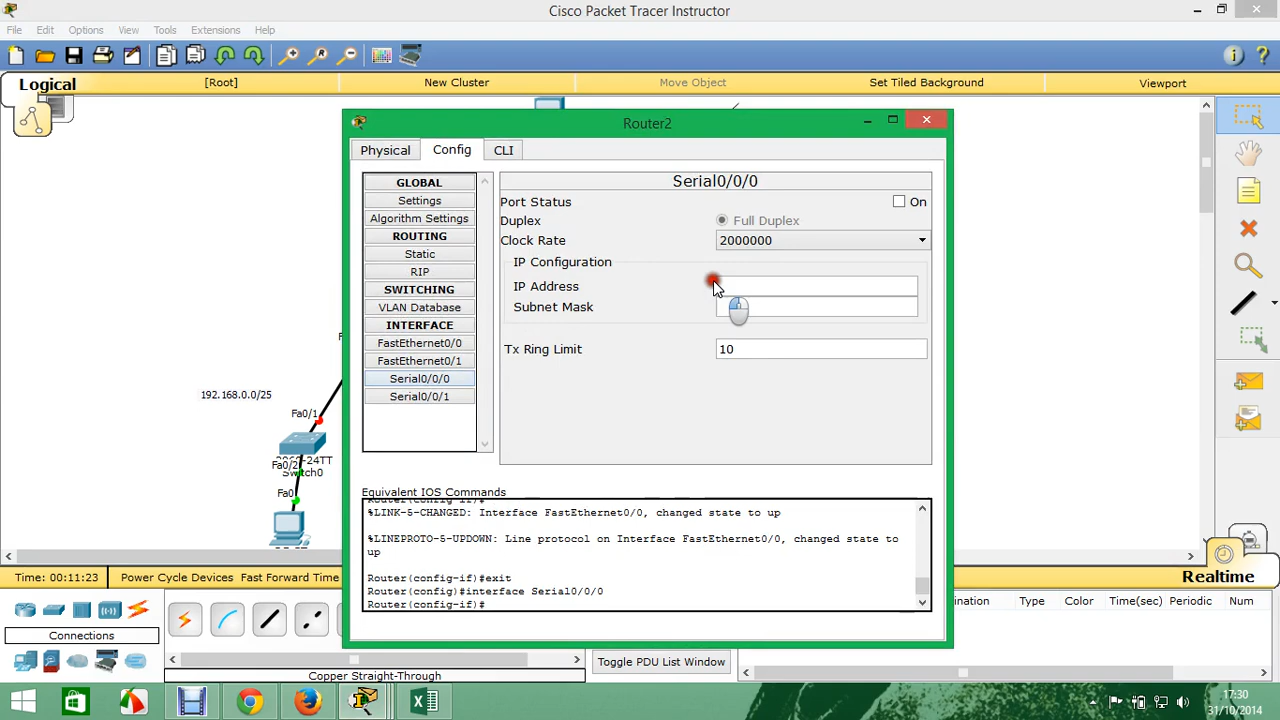 Cisco Packet Tracer Instructor
File Edit Options View Tools Extensions Help
Logical [Root] New Cluster Move Object Set Tiled Background Viewport
Router2
Physical Config CLI
GLOBAL
Settings
Algorithm Settings
ROUTING
Static
RIP
SWITCHING
VLAN Database
INTERFACE
FastEthernet0/0
FastEthernet0/1
Serial0/0/0
Serial0/0/1
Serial0/0/0
Port Status On
Duplex Full Duplex
Clock Rate 2000000
IP Configuration
IP Address
Subnet Mask
Tx Ring Limit 10
192.168.0.0/25
Fa0/1
2960-24TT
Fa0/2
Switch0
Fa0
Equivalent IOS Commands
Router(config-if)#
%LINK-5-CHANGED: Interface FastEthernet0/0, changed state to up
%LINEPROTO-5-UPDOWN: Line protocol on Interface FastEthernet0/0, changed state to
up
Router(config-if)#exit
Router(config)#interface Serial0/0/0
Router(config-if)#
Time: 00:11:23 Power Cycle Devices Fast Forward Time
Realtime
Connections
Copper Straight-Through
Toggle PDU List Window
ination Type Color Time(sec) Periodic Num
17:30
31/10/2014